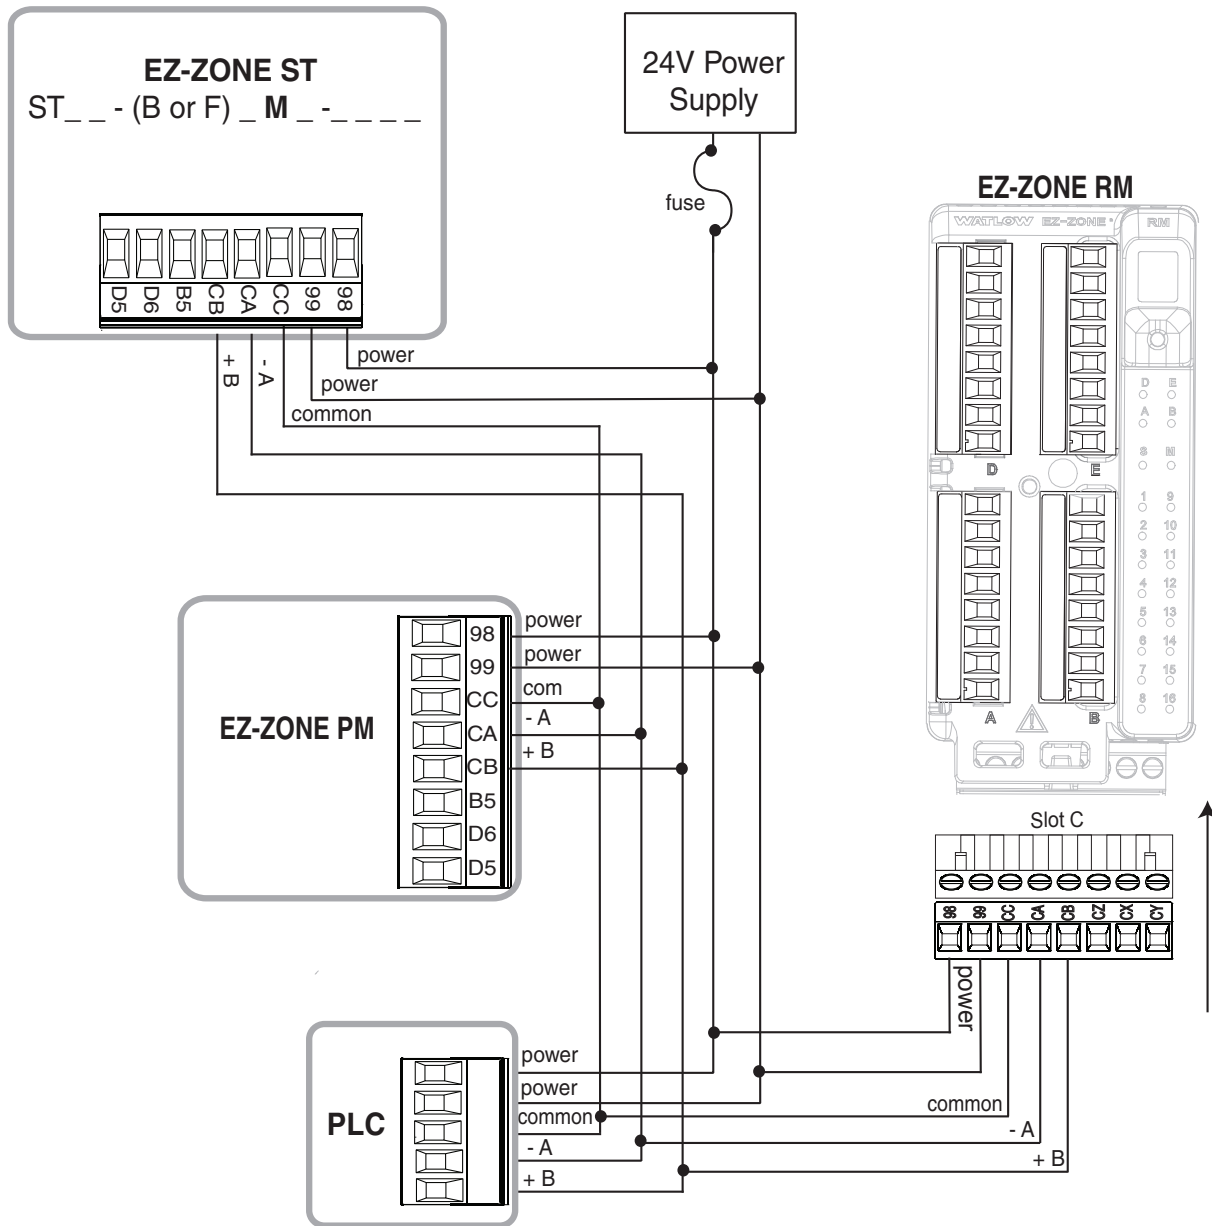 EZ-ZONE ST
ST_ _ - (B or F) _ M _ -_ _ _ _
D5
D6
B5
CB
CA
CC
99
98
+ B
- A
power
power
common
24V Power
Supply
fuse
EZ-ZONE RM
WATLOW EZ-ZONE
RM
D E
A B
S M
1 9
2 10
3 11
4 12
5 13
6 14
7 15
8 16
D
E
A
B
EZ-ZONE PM
98
99
CC
CA
CB
B5
D6
D5
power
power
com
- A
+ B
Slot C
98
99
CC
CA
CB
CZ
CX
CY
power
common
- A
+ B
PLC
power
power
common
- A
+ B